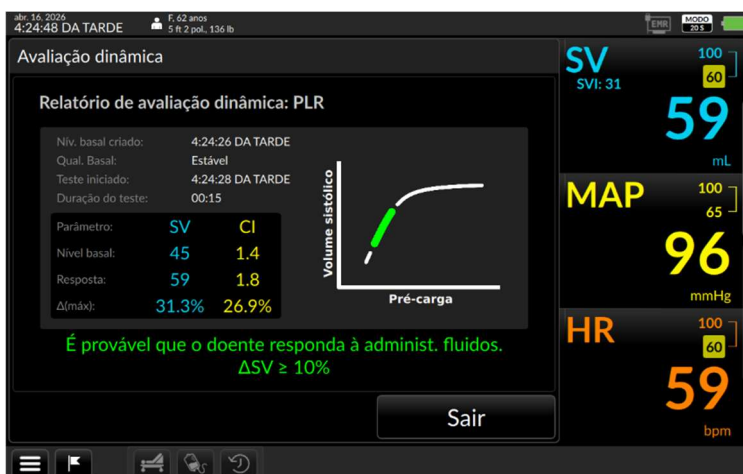 abr. 16, 2026
4:24:48 DA TARDE
F, 62 anos
5 ft 2 pol., 136 lb
EMR
MODO
20 S
Avaliação dinâmica
Relatório de avaliação dinâmica: PLR
Nív. basal criado: 4:24:26 DA TARDE
Qual. Basal: Estável
Teste iniciado: 4:24:28 DA TARDE
Duração do teste: 00:15
Parâmetro: SV CI
Nível basal: 45 1.4
Resposta: 59 1.8
Δ(máx): 31.3% 26.9%
Volume sistólico
Pré-carga
É provável que o doente responda à administ. fluidos.
ΔSV ≥ 10%
Sair
SV
SVI: 31
100
60
59
mL
MAP
100
65
96
mmHg
HR
100
60
59
bpm